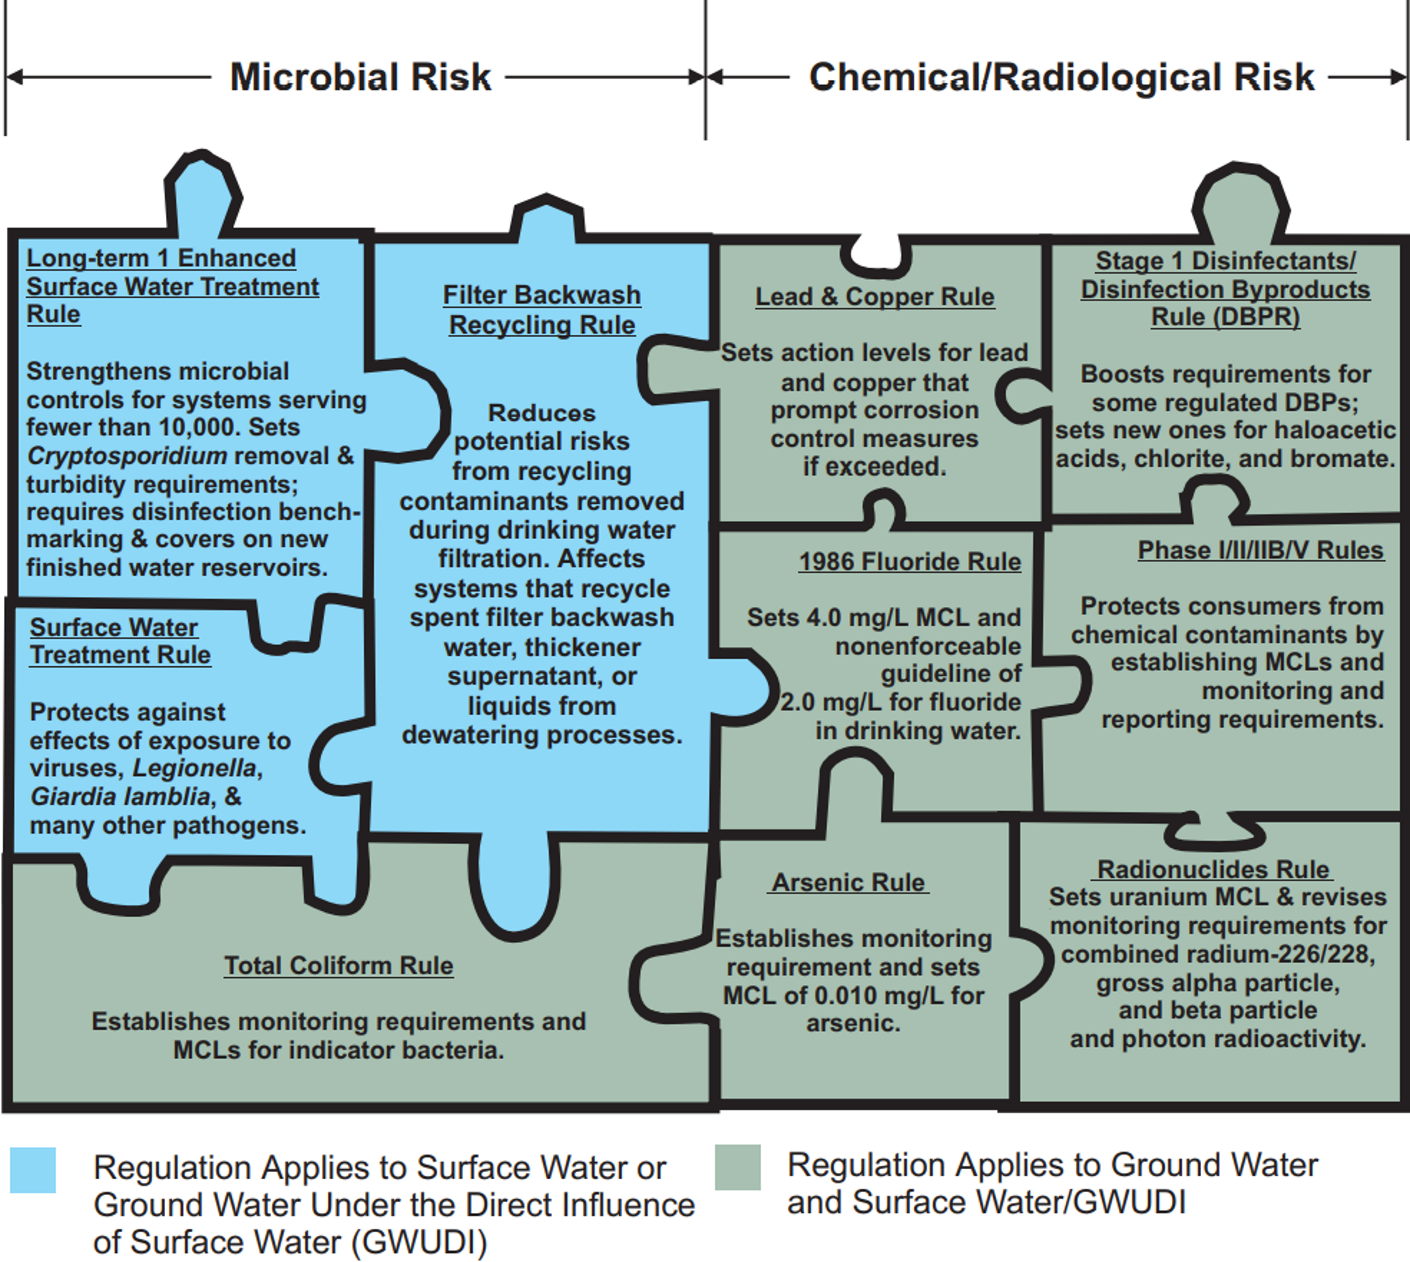 Microbial Risk
Chemical/Radiological Risk
Long-term 1 Enhanced
Surface Water Treatment
Rule
Strengthens microbial
controls for systems serving
fewer than 10,000. Sets
Cryptosporidium removal &
turbidity requirements;
requires disinfection bench-
marking & covers on new
finished water reservoirs.
Filter Backwash
Recycling Rule
Reduces
potential risks
from recycling
contaminants removed
during drinking water
filtration. Affects
systems that recycle
spent filter backwash
water, thickener
supernatant, or
liquids from
dewatering processes.
Lead & Copper Rule
Sets action levels for lead
and copper that
prompt corrosion
control measures
if exceeded.
Stage 1 Disinfectants/
Disinfection Byproducts
Rule (DBPR)
Boosts requirements for
some regulated DBPs;
sets new ones for haloacetic
acids, chlorite, and bromate.
Surface Water
Treatment Rule
Protects against
effects of exposure to
viruses, Legionella,
Giardia lamblia, &
many other pathogens.
1986 Fluoride Rule
Sets 4.0 mg/L MCL and
nonenforceable
guideline of
2.0 mg/L for fluoride
in drinking water.
Phase I/II/IIB/V Rules
Protects consumers from
chemical contaminants by
establishing MCLs and
monitoring and
reporting requirements.
Total Coliform Rule
Establishes monitoring requirements and
MCLs for indicator bacteria.
Arsenic Rule
Establishes monitoring
requirement and sets
MCL of 0.010 mg/L for
arsenic.
Radionuclides Rule
Sets uranium MCL & revises
monitoring requirements for
combined radium-226/228,
gross alpha particle,
and beta particle
and photon radioactivity.
Regulation Applies to Surface Water or
Ground Water Under the Direct Influence
of Surface Water (GWUDI)
Regulation Applies to Ground Water
and Surface Water/GWUDI